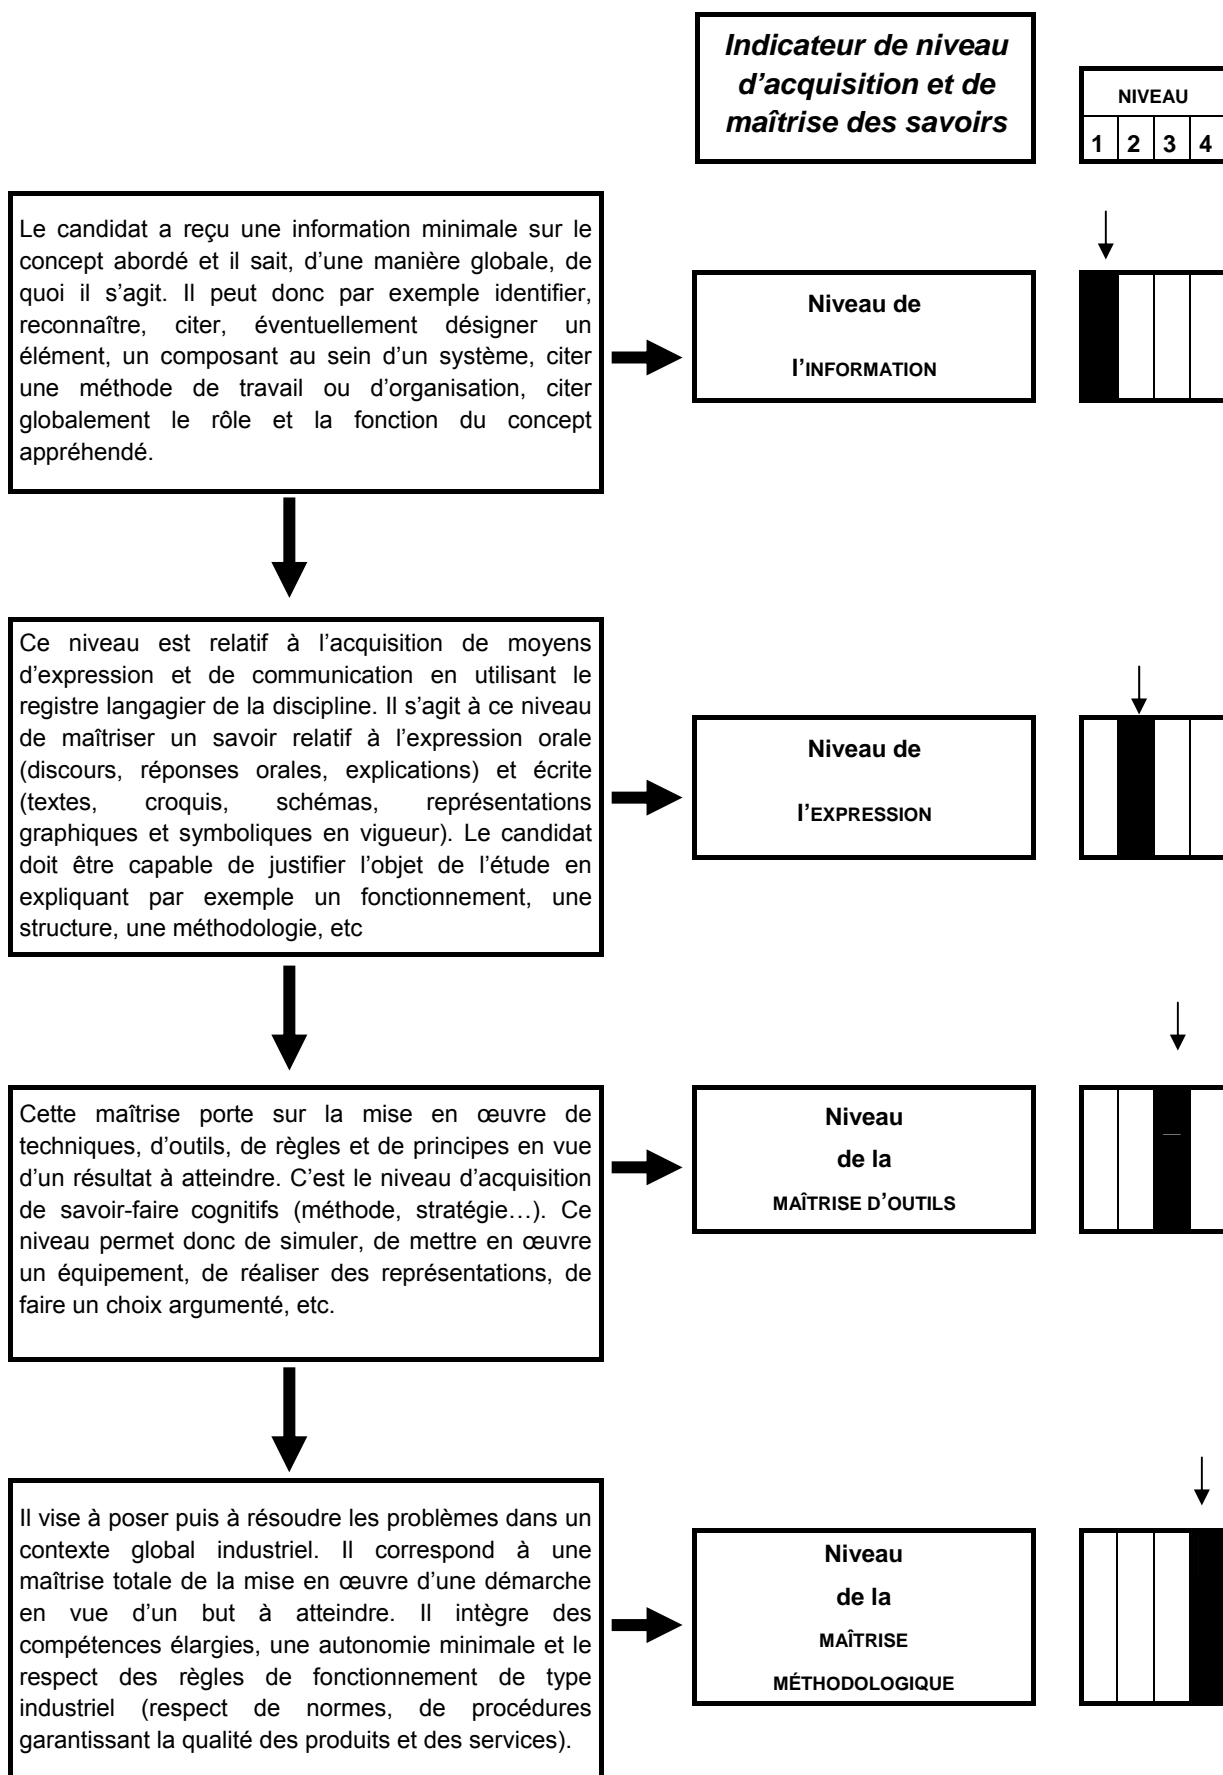 Indicateur de niveau
d’acquisition et de
maîtrise des savoirs
NIVEAU
1 2 3 4
Le candidat a reçu une information minimale sur le
concept abordé et il sait, d’une manière globale, de
quoi il s’agit. Il peut donc par exemple identifier,
reconnaître, citer, éventuellement désigner un
élément, un composant au sein d’un système, citer
une méthode de travail ou d’organisation, citer
globalement le rôle et la fonction du concept
appréhendé.
Niveau de
l’INFORMATION
Ce niveau est relatif à l’acquisition de moyens
d’expression et de communication en utilisant le
registre langagier de la discipline. Il s’agit à ce niveau
de maîtriser un savoir relatif à l’expression orale
(discours, réponses orales, explications) et écrite
(textes, croquis, schémas, représentations
graphiques et symboliques en vigueur). Le candidat
doit être capable de justifier l’objet de l’étude en
expliquant par exemple un fonctionnement, une
structure, une méthodologie, etc
Niveau de
l’EXPRESSION
Cette maîtrise porte sur la mise en œuvre de
techniques, d’outils, de règles et de principes en vue
d’un résultat à atteindre. C’est le niveau d’acquisition
de savoir-faire cognitifs (méthode, stratégie…). Ce
niveau permet donc de simuler, de mettre en œuvre
un équipement, de réaliser des représentations, de
faire un choix argumenté, etc.
Niveau
de la
MAÎTRISE D’OUTILS
Il vise à poser puis à résoudre les problèmes dans un
contexte global industriel. Il correspond à une
maîtrise totale de la mise en œuvre d’une démarche
en vue d’un but à atteindre. Il intègre des
compétences élargies, une autonomie minimale et le
respect des règles de fonctionnement de type
industriel (respect de normes, de procédures
garantissant la qualité des produits et des services).
Niveau
de la
MAÎTRISE
MÉTHODOLOGIQUE